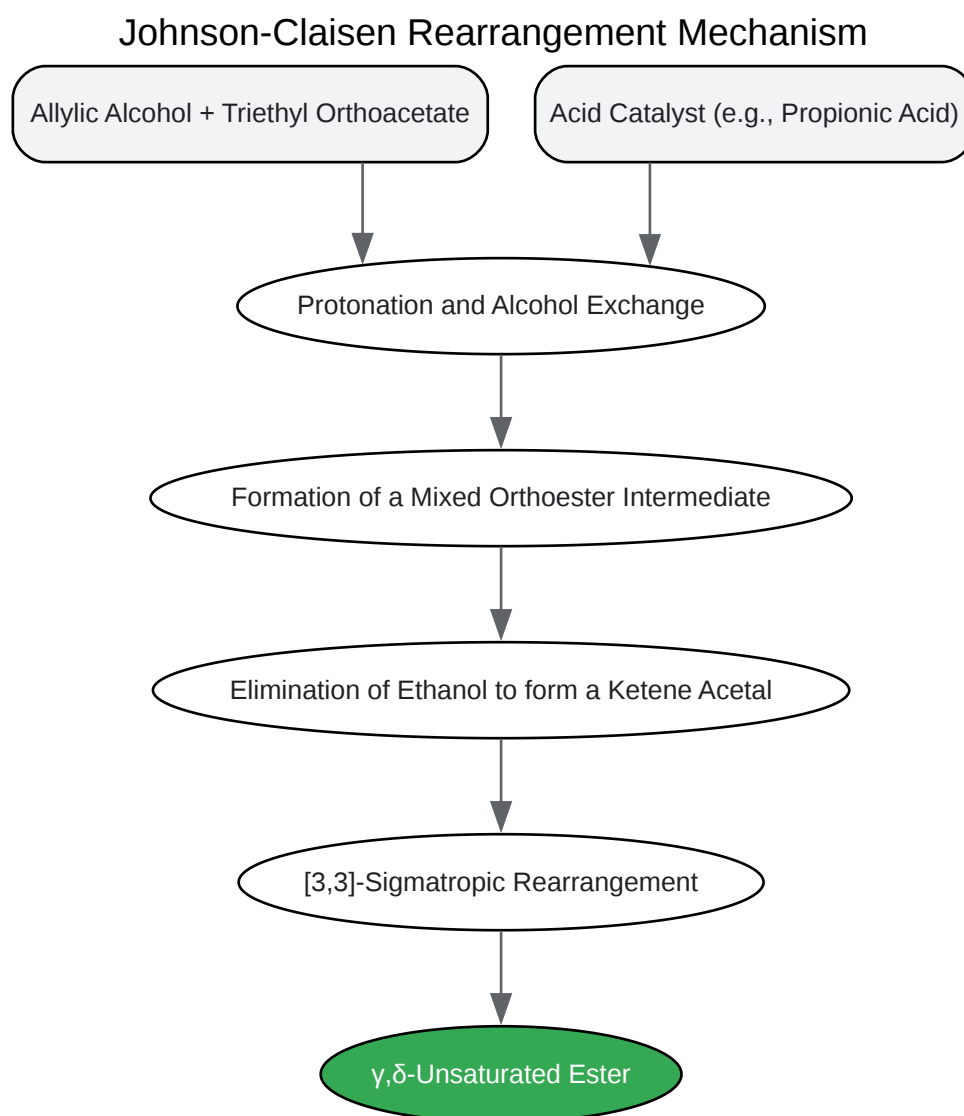 Johnson-Claisen Rearrangement Mechanism
Allylic Alcohol + Triethyl Orthoacetate
Acid Catalyst (e.g., Propionic Acid)
Protonation and Alcohol Exchange
Formation of a Mixed Orthoester Intermediate
Elimination of Ethanol to form a Ketene Acetal
[3,3]-Sigmatropic Rearrangement
γ,δ-Unsaturated Ester